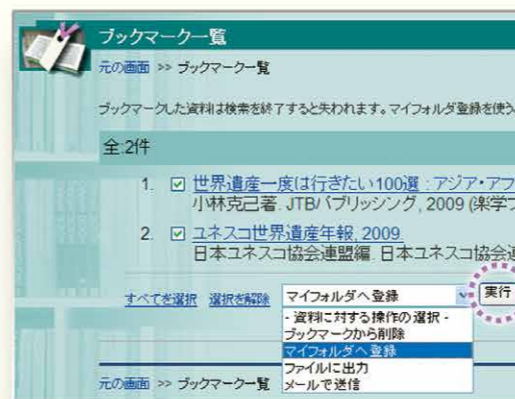 ブックマーク一覧
元の画面 >> ブックマーク一覧
ブックマークした資料は検索を終了すると失われます。マイフォルダ登録を使う
全:2件
1. 世界遺産一度は行きたい100選 : アジア・アフ
小林克己著. JTBパブリッシング, 2009 (楽学ブ
2. ユネスコ世界遺産年報, 2009.
日本ユネスコ協会連盟編. 日本ユネスコ協会連
すべてを選択 選択を解除 マイフォルダへ登録 実行
- 資料に対する操作の選択 -
ブックマークから削除
マイフォルダへ登録
ファイルに出力
メールで送信
元の画面 >> ブックマーク一覧